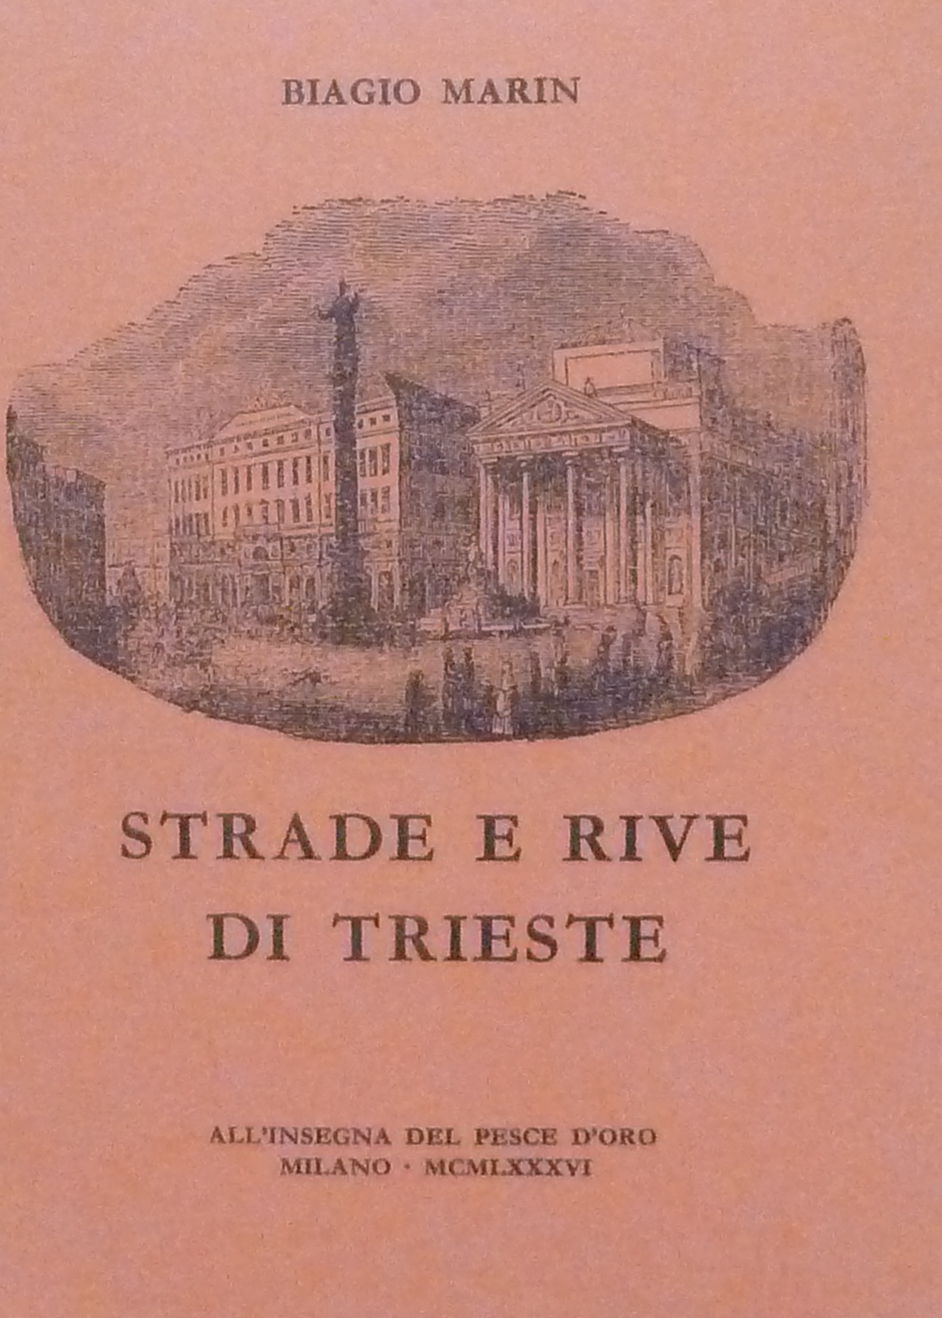 BIAGIO MARIN
STRADE E RIVE
DI TRIESTE
ALL'INSEGNA DEL PESCE D'ORO
MILANO · MCMLXXXVI